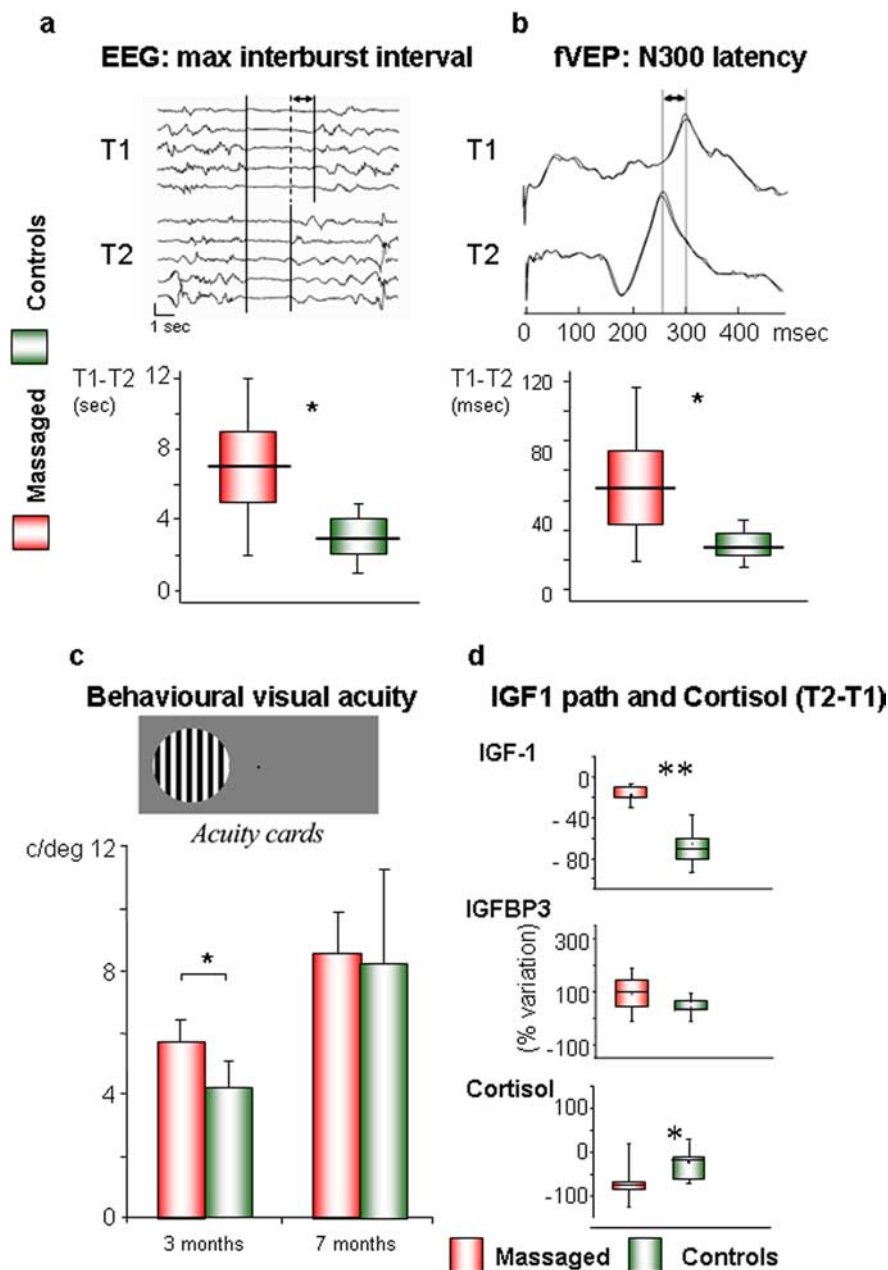 a
EEG: max interburst interval
T1
T2
1 sec
Controls
Massaged
T1-T2
(sec)
12
8
4
0
*
b
fVEP: N300 latency
T1
T2
0 100 200 300 400 msec
T1-T2
(msec)
120
80
40
0
*
c
Behavioural visual acuity
Acuity cards
c/deg 12
8
4
0
*
3 months 7 months
d
IGF1 path and Cortisol (T2-T1)
IGF-1
0
- 40
- 80
**
IGFBP3
(% variation)
300
100
-100
Cortisol
100
0
-100
*
Massaged Controls